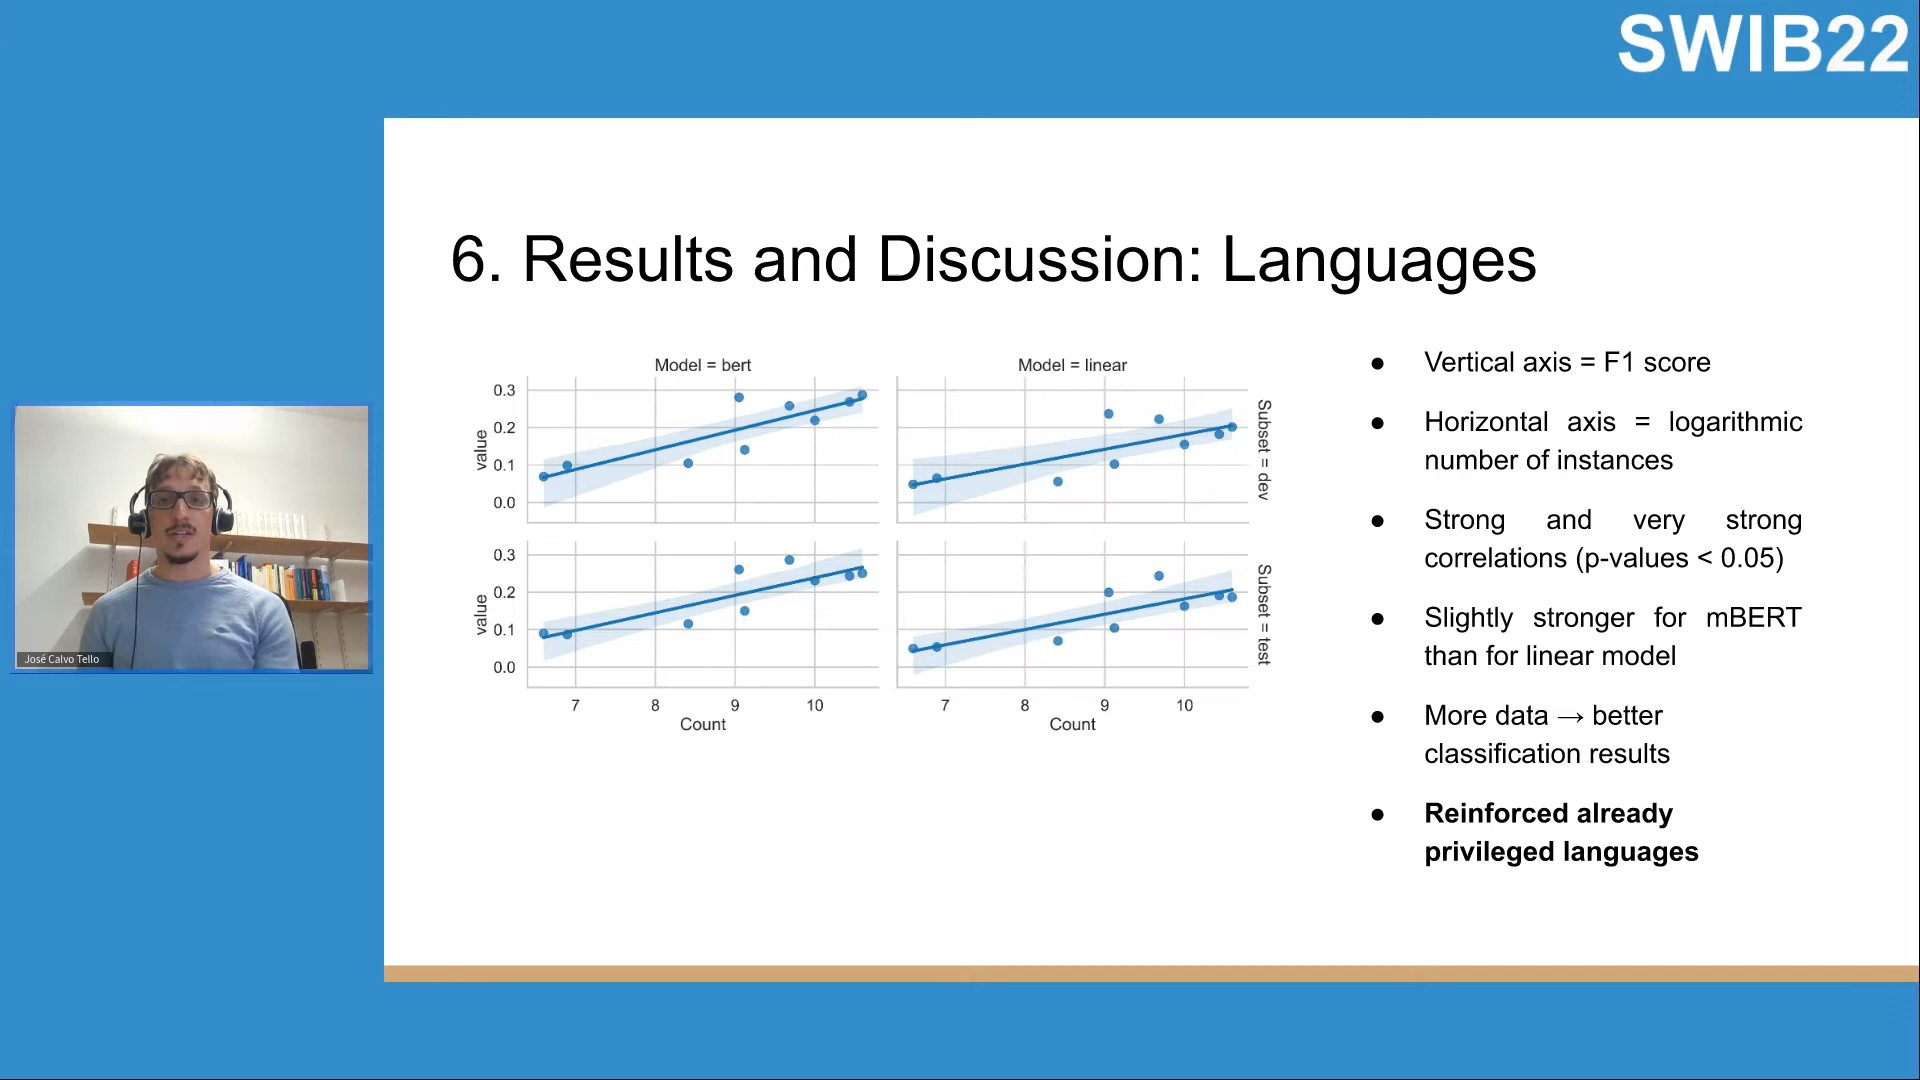 SWIB22
6. Results and Discussion: Languages
Model = bert
Model = linear
value
0.3
0.2
0.1
0.0
Subset = dev
value
0.3
0.2
0.1
0.0
Subset = test
7 8 9 10
7 8 9 10
Count
Count
● Vertical axis = F1 score
● Horizontal axis = logarithmic
number of instances
● Strong and very strong
correlations (p-values < 0.05)
● Slightly stronger for mBERT
than for linear model
● More data → better
classification results
● Reinforced already
privileged languages
José Calvo Tello